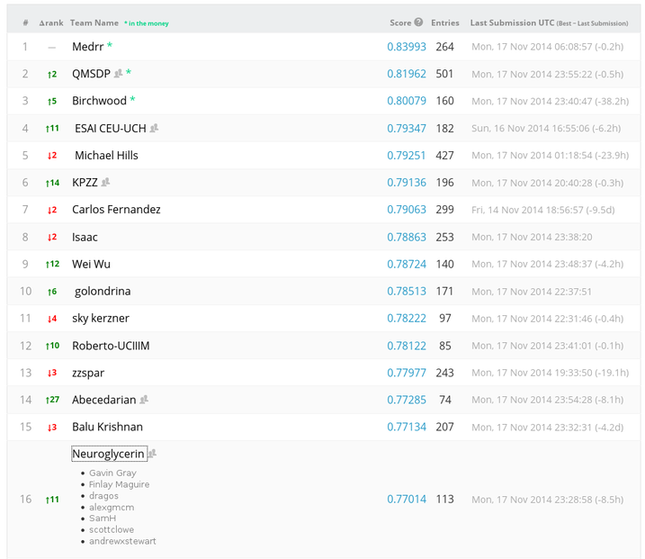 # Δrank Team Name * in the money Score Entries Last Submission UTC (Best – Last Submission)
1 — Medrr * 0.83993 264 Mon, 17 Nov 2014 06:08:57 (-0.2h)
2 ↑2 QMSDP * 0.81962 501 Mon, 17 Nov 2014 23:55:22 (-0.5h)
3 ↑5 Birchwood * 0.80079 160 Mon, 17 Nov 2014 23:40:47 (-38.2h)
4 ↑11 ESAI CEU-UCH 0.79347 182 Sun, 16 Nov 2014 16:55:06 (-6.2h)
5 ↓2 Michael Hills 0.79251 427 Mon, 17 Nov 2014 01:18:54 (-23.9h)
6 ↑14 KPZZ 0.79136 196 Mon, 17 Nov 2014 20:40:28 (-0.3h)
7 ↓2 Carlos Fernandez 0.79063 299 Fri, 14 Nov 2014 18:56:57 (-9.5d)
8 ↓2 Isaac 0.78863 253 Mon, 17 Nov 2014 23:38:20
9 ↑12 Wei Wu 0.78724 140 Mon, 17 Nov 2014 23:48:37 (-4.2h)
10 ↑6 golondrina 0.78513 171 Mon, 17 Nov 2014 22:37:51
11 ↓4 sky kerzner 0.78222 97 Mon, 17 Nov 2014 22:31:46 (-0.4h)
12 ↑10 Roberto-UCIIIM 0.78122 85 Mon, 17 Nov 2014 23:41:01 (-0.1h)
13 ↓3 zzspar 0.77977 243 Mon, 17 Nov 2014 19:33:50 (-19.1h)
14 ↑27 Abecedarian 0.77285 74 Mon, 17 Nov 2014 23:54:28 (-8.1h)
15 ↓3 Balu Krishnan 0.77134 207 Mon, 17 Nov 2014 23:32:31 (-4.2d)
Neuroglycerin
• Gavin Gray
• Finlay Maguire
• dragos
• alexgmcm
16 ↑11 0.77014 113 Mon, 17 Nov 2014 23:28:58 (-8.5h)
• SamH
• scottclowe
• andrewxstewart